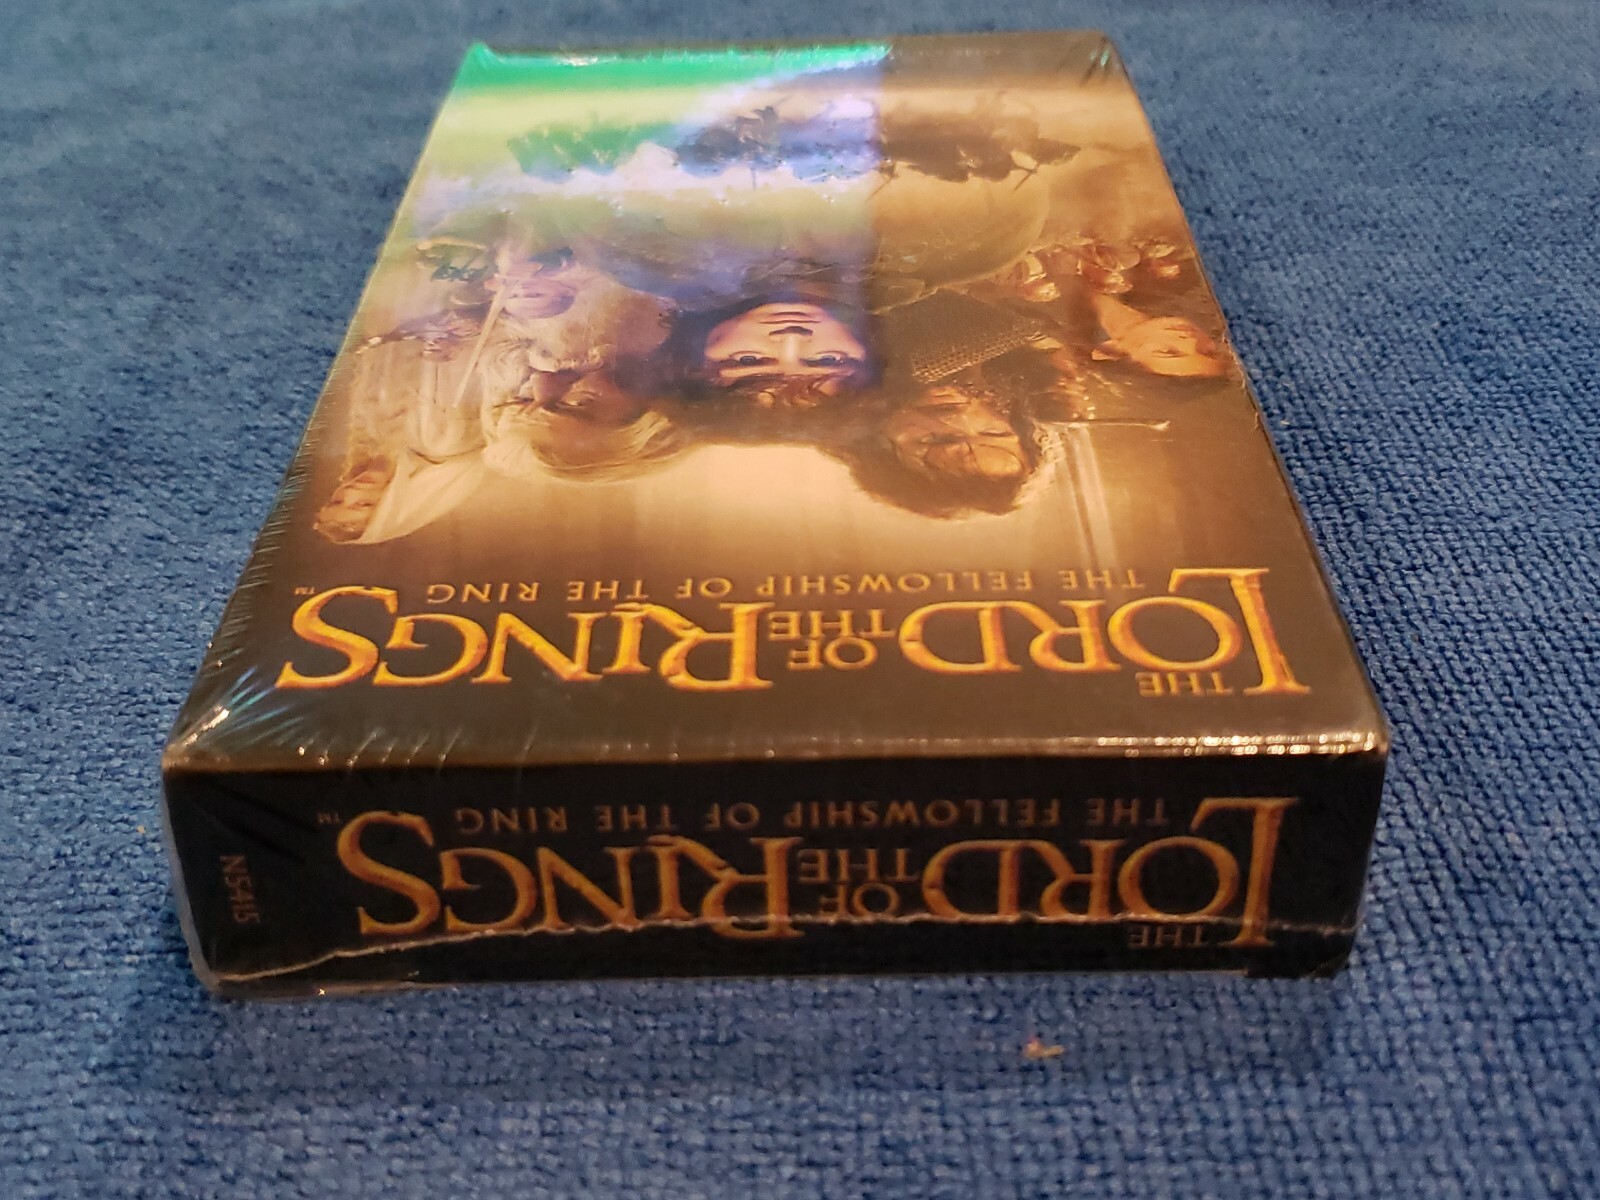 THE
LORD OF THE RINGS™
THE FELLOWSHIP OF THE RING
THE
LORD OF THE RINGS™
THE FELLOWSHIP OF THE RING
N5415